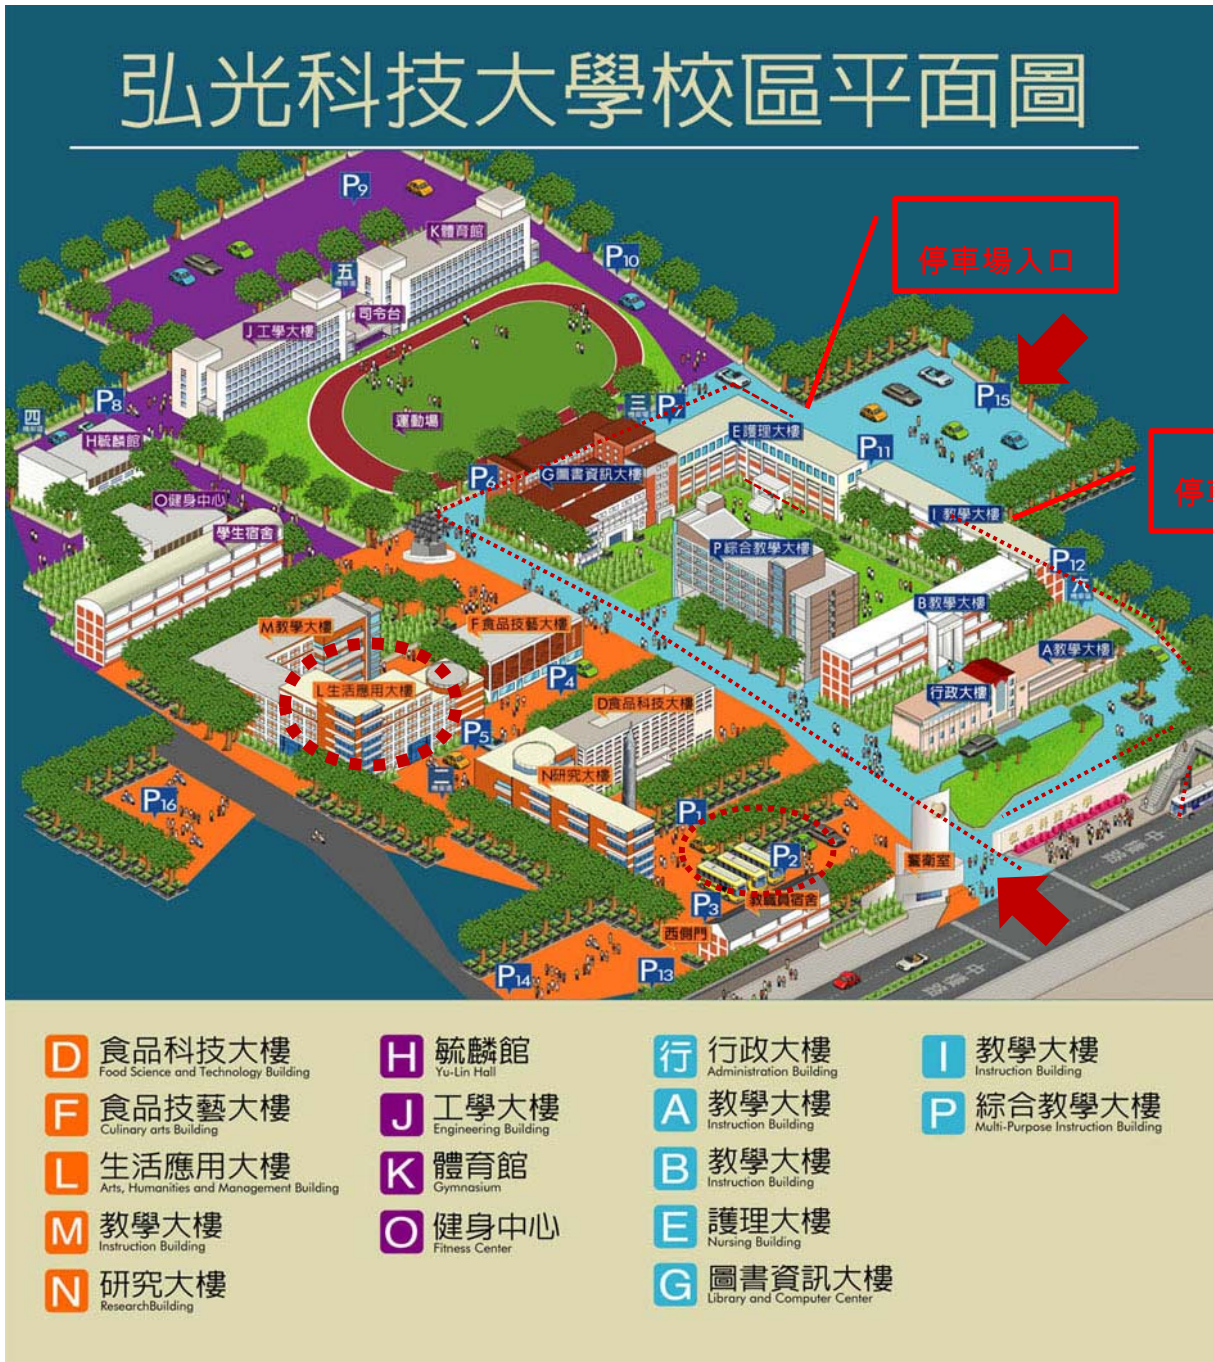 弘光科技大學校區平面圖
P9
K體育館
P10
停車場入口
五
司令台
J工學大樓
P15
P8
四
H毓麟館
運動場
三
P7
E護理大樓
P11
P6
G圖書資訊大樓
停車
O健身中心
I 教學大樓
學生宿舍
P綜合教學大樓
P12
六
B教學大樓
M教學大樓
F食品技藝大樓
A教學大樓
L生活應用大樓
P4
行政大樓
D食品科技大樓
P5
二
N研究大樓
P16
P1
弘光科技大學
P2
警衛室
中棲路
P3
教職員宿舍
西側門
P14
P13
中棲路
D 食品科技大樓
Food Science and Technology Building
F 食品技藝大樓
Culinary arts Building
L 生活應用大樓
Arts, Humanities and Management Building
M 教學大樓
Instruction Building
N 研究大樓
ResearchBuilding
H 毓麟館
Yu-Lin Hall
J 工學大樓
Engineering Building
K 體育館
Gymnasium
O 健身中心
Fitness Center
行 行政大樓
Administration Building
A 教學大樓
Instruction Building
B 教學大樓
Instruction Building
E 護理大樓
Nursing Building
G 圖書資訊大樓
Library and Computer Center
I 教學大樓
Instruction Building
P 綜合教學大樓
Multi-Purpose Instruction Building